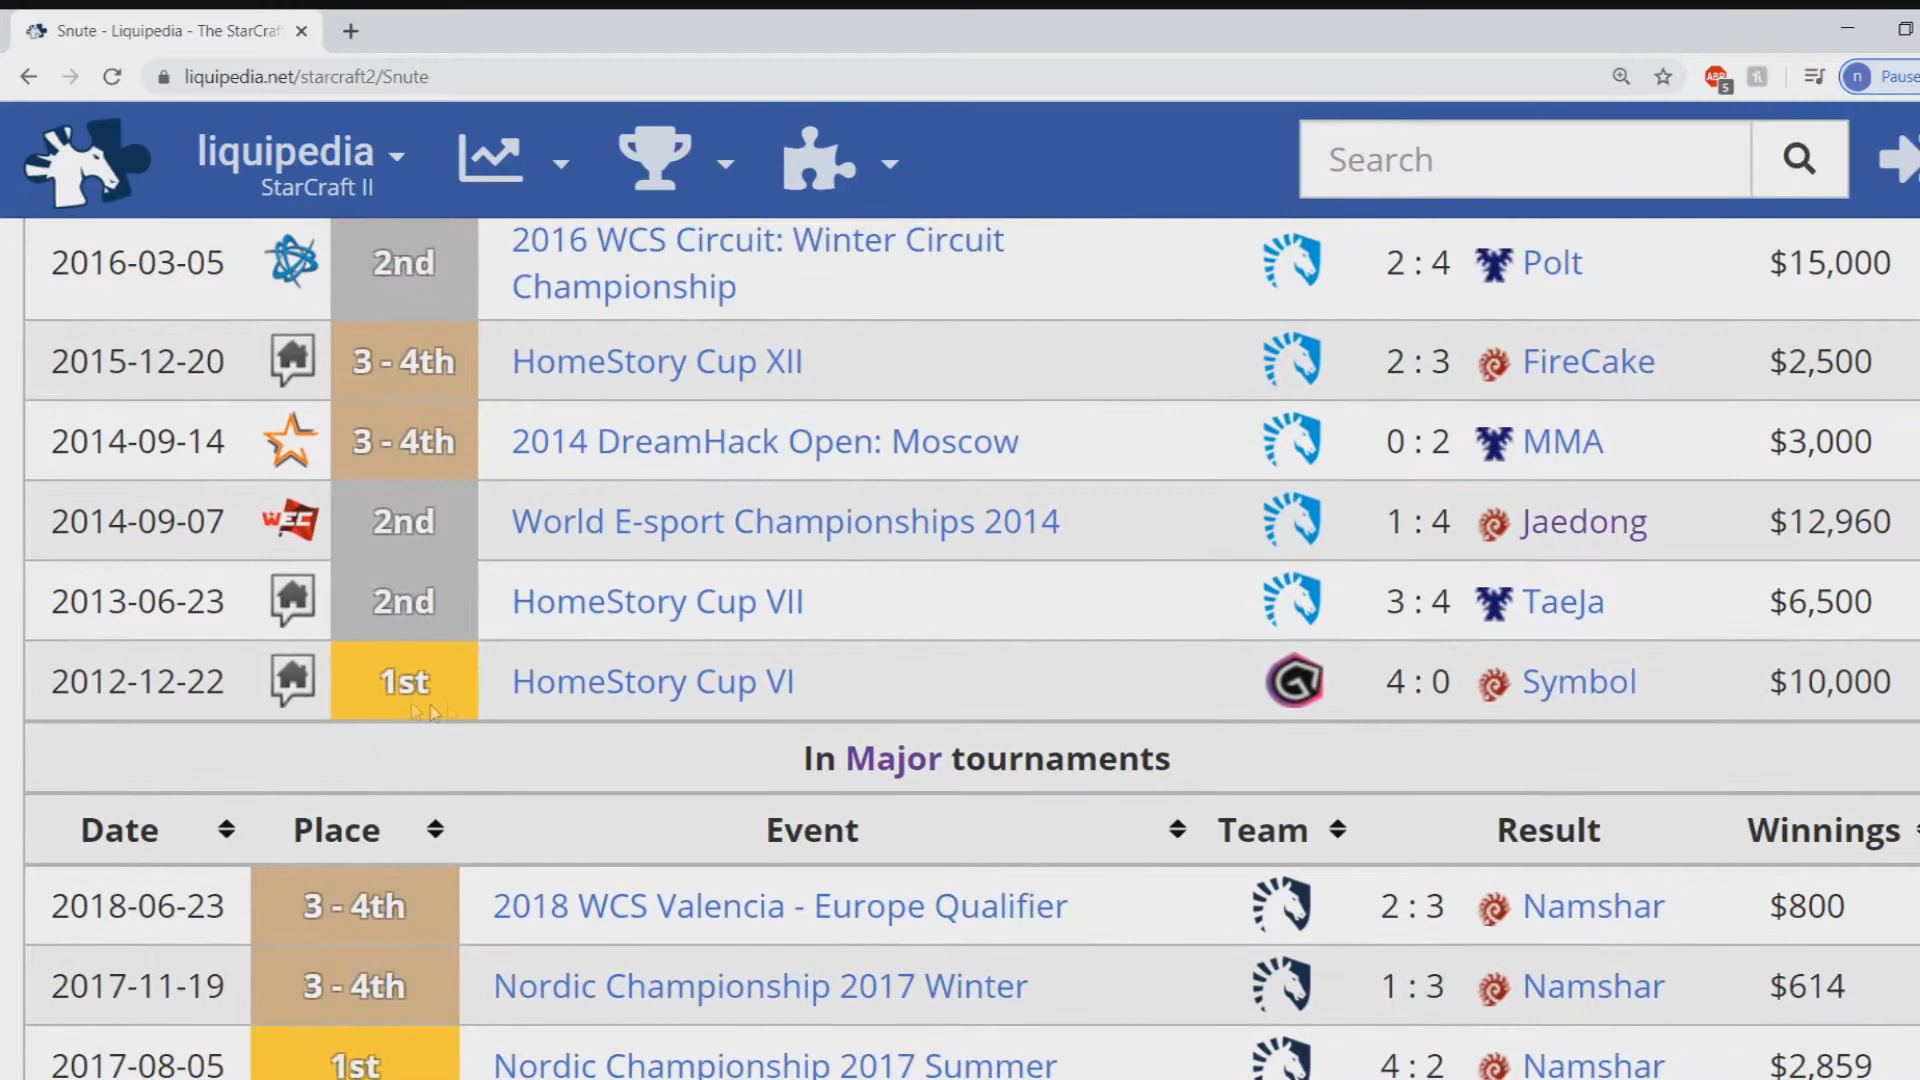 Snute - Liquipedia - The StarCraf
liquipedia.net/starcraft2/Snute
ABP
5
n
Pause
liquipedia
StarCraft II
Search
2016-03-05 2nd 2016 WCS Circuit: Winter Circuit Championship 2 : 4 Polt $15,000
2015-12-20 3 - 4th HomeStory Cup XII 2 : 3 FireCake $2,500
2014-09-14 3 - 4th 2014 DreamHack Open: Moscow 0 : 2 MMA $3,000
2014-09-07 WEC 2nd World E-sport Championships 2014 1 : 4 Jaedong $12,960
2013-06-23 2nd HomeStory Cup VII 3 : 4 TaeJa $6,500
2012-12-22 1st HomeStory Cup VI 4 : 0 Symbol $10,000
In Major tournaments
Date Place Event Team Result Winnings
2018-06-23 3 - 4th 2018 WCS Valencia - Europe Qualifier 2 : 3 Namshar $800
2017-11-19 3 - 4th Nordic Championship 2017 Winter 1 : 3 Namshar $614
2017-08-05 1st Nordic Championship 2017 Summer 4 : 2 Namshar $2,859